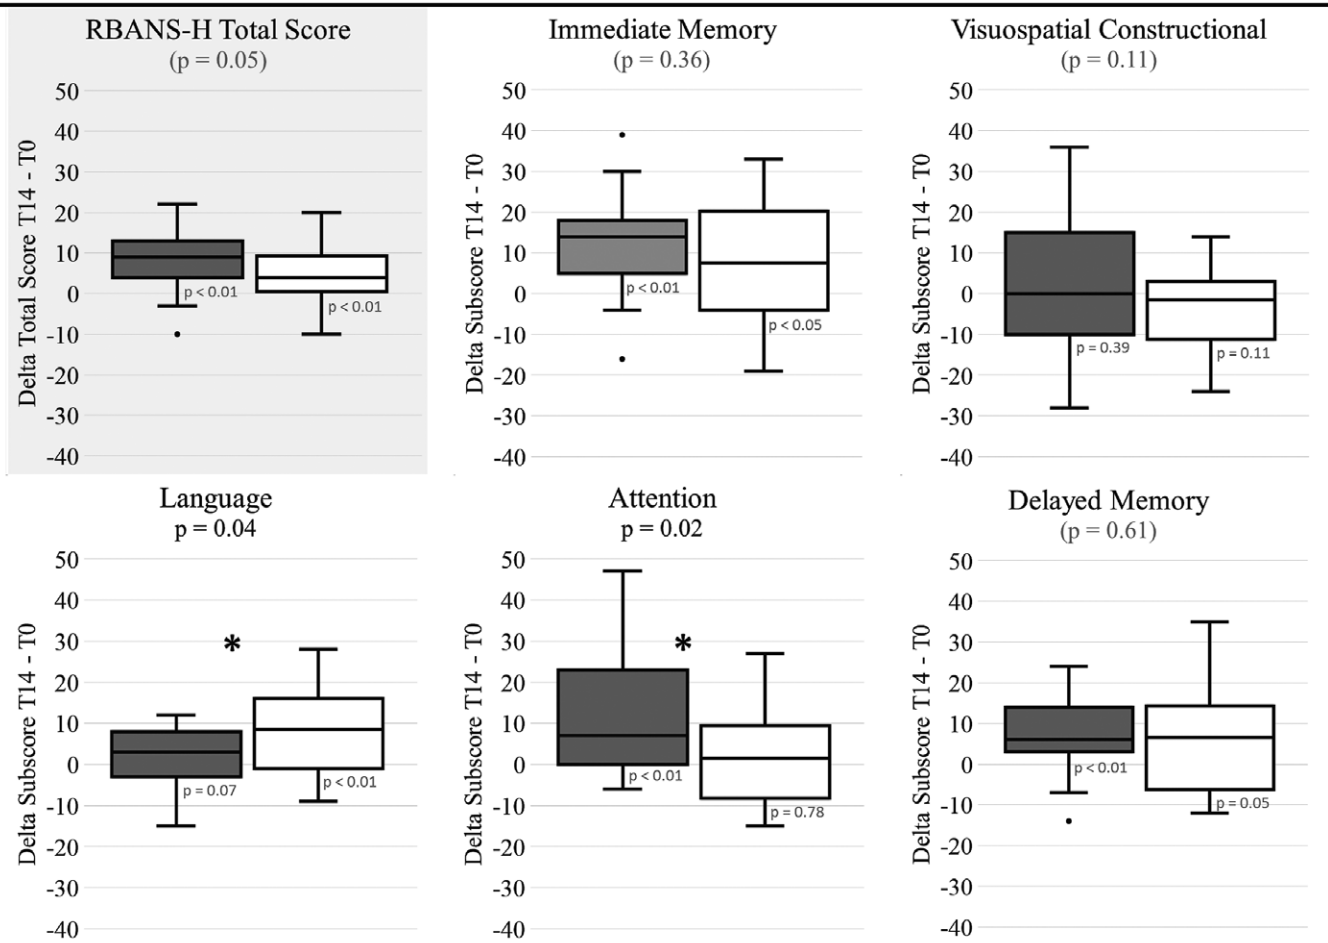 RBANS-H Total Score
(p = 0.05)
Delta Total Score T14 - T0
50
40
30
20
10
0
-10
-20
-30
-40
p < 0.01
p < 0.01
Immediate Memory
(p = 0.36)
Delta Subscore T14 - T0
50
40
30
20
10
0
-10
-20
-30
-40
p < 0.01
p < 0.05
Visuospatial Constructional
(p = 0.11)
Delta Subscore T14 - T0
50
40
30
20
10
0
-10
-20
-30
-40
p = 0.39
p = 0.11
Language
p = 0.04
Delta Subscore T14 - T0
50
40
30
20
10
0
-10
-20
-30
-40
*
p = 0.07
p < 0.01
Attention
p = 0.02
Delta Subscore T14 - T0
50
40
30
20
10
0
-10
-20
-30
-40
*
p < 0.01
p = 0.78
Delayed Memory
(p = 0.61)
Delta Subscore T14 - T0
50
40
30
20
10
0
-10
-20
-30
-40
p < 0.01
p = 0.05